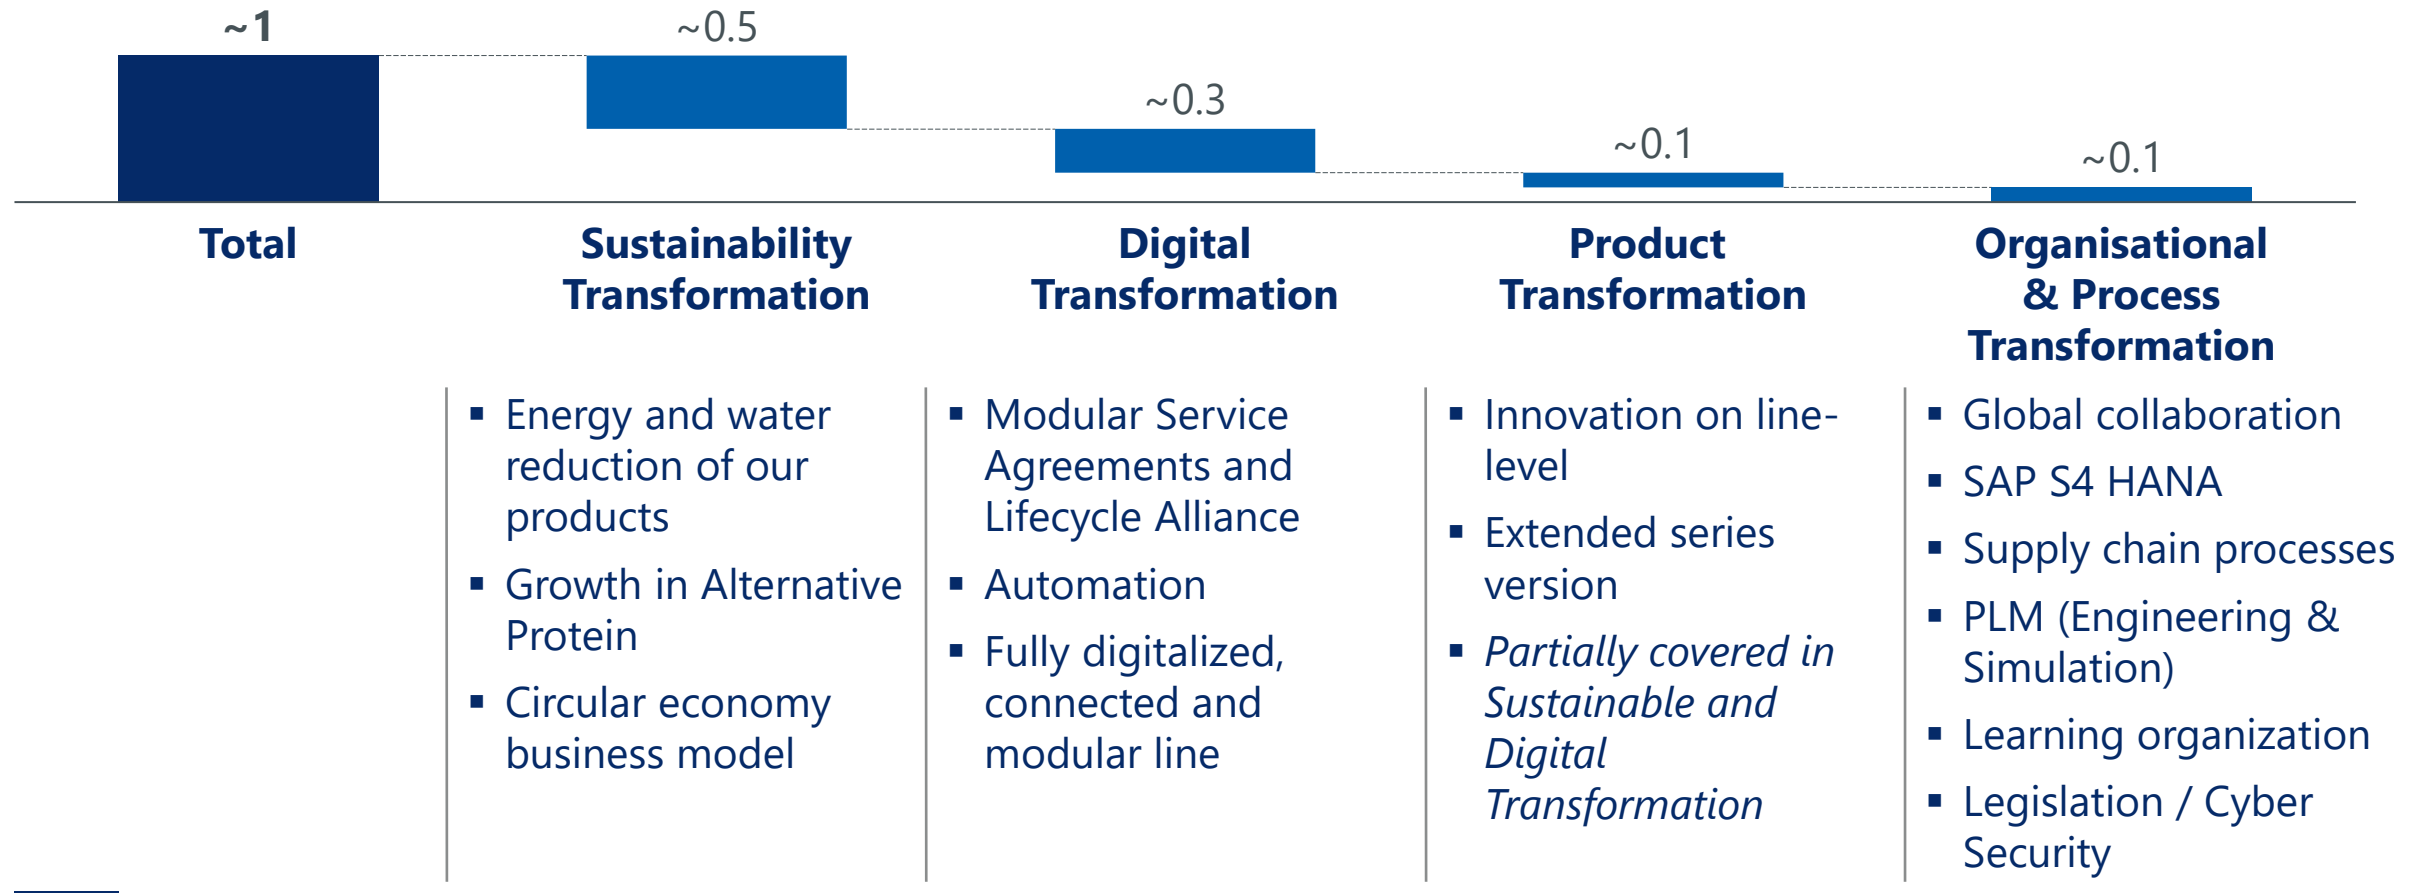 ~1
~0.5
~0.3
~0.1
~0.1
Total
Sustainability
Transformation
Digital
Transformation
Product
Transformation
Organisational
& Process
Transformation
▪ Energy and water
reduction of our
products
▪ Growth in Alternative
Protein
▪ Circular economy
business model
▪ Modular Service
Agreements and
Lifecycle Alliance
▪ Automation
▪ Fully digitalized,
connected and
modular line
▪ Innovation on line-
level
▪ Extended series
version
▪ Partially covered in
Sustainable and
Digital
Transformation
▪ Global collaboration
▪ SAP S4 HANA
▪ Supply chain processes
▪ PLM (Engineering &
Simulation)
▪ Learning organization
▪ Legislation / Cyber
Security